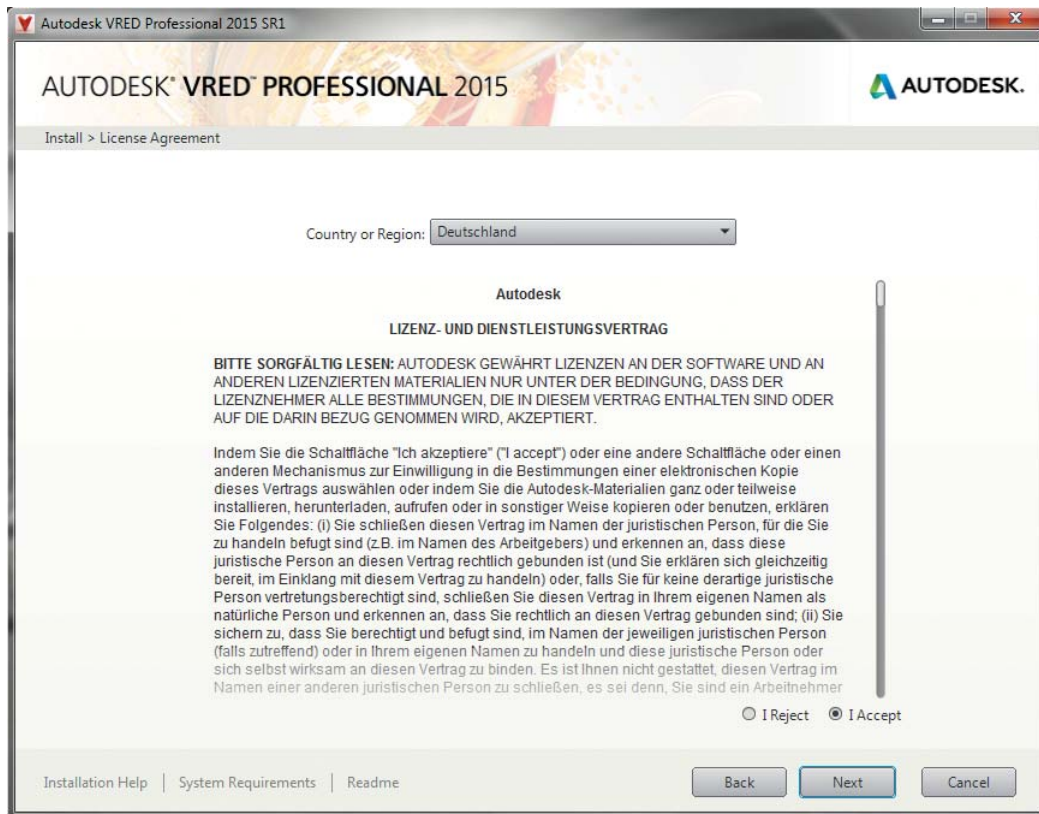 Autodesk VRED Professional 2015 SR1
AUTODESK® VRED™ PROFESSIONAL 2015
AUTODESK.
Install > License Agreement
Country or Region: Deutschland
Autodesk
LIZENZ- UND DIENSTLEISTUNGSVERTRAG
BITTE SORGFÄLTIG LESEN: AUTODESK GEWÄHRT LIZENZEN AN DER SOFTWARE UND AN
ANDEREN LIZENZIERTEN MATERIALIEN NUR UNTER DER BEDINGUNG, DASS DER
LIZENZNEHMER ALLE BESTIMMUNGEN, DIE IN DIESEM VERTRAG ENTHALTEN SIND ODER
AUF DIE DARIN BEZUG GENOMMEN WIRD, AKZEPTIERT.
Indem Sie die Schaltfläche "Ich akzeptiere" ("I accept") oder eine andere Schaltfläche oder einen
anderen Mechanismus zur Einwilligung in die Bestimmungen einer elektronischen Kopie
dieses Vertrags auswählen oder indem Sie die Autodesk-Materialien ganz oder teilweise
installieren, herunterladen, aufrufen oder in sonstiger Weise kopieren oder benutzen, erklären
Sie Folgendes: (i) Sie schließen diesen Vertrag im Namen der juristischen Person, für die Sie
zu handeln befugt sind (z.B. im Namen des Arbeitgebers) und erkennen an, dass diese
juristische Person an diesen Vertrag rechtlich gebunden ist (und Sie erklären sich gleichzeitig
bereit, im Einklang mit diesem Vertrag zu handeln) oder, falls Sie für keine derartige juristische
Person vertretungsberechtigt sind, schließen Sie diesen Vertrag in Ihrem eigenen Namen als
natürliche Person und erkennen an, dass Sie rechtlich an diesen Vertrag gebunden sind; (ii) Sie
sichern zu, dass Sie berechtigt und befugt sind, im Namen der jeweiligen juristischen Person
(falls zutreffend) oder in Ihrem eigenen Namen zu handeln und diese juristische Person oder
sich selbst wirksam an diesen Vertrag zu binden. Es ist Ihnen nicht gestattet, diesen Vertrag im
Namen einer anderen juristischen Person zu schließen, es sei denn, Sie sind ein Arbeitnehmer
I Reject I Accept
Installation Help | System Requirements | Readme
Back Next Cancel